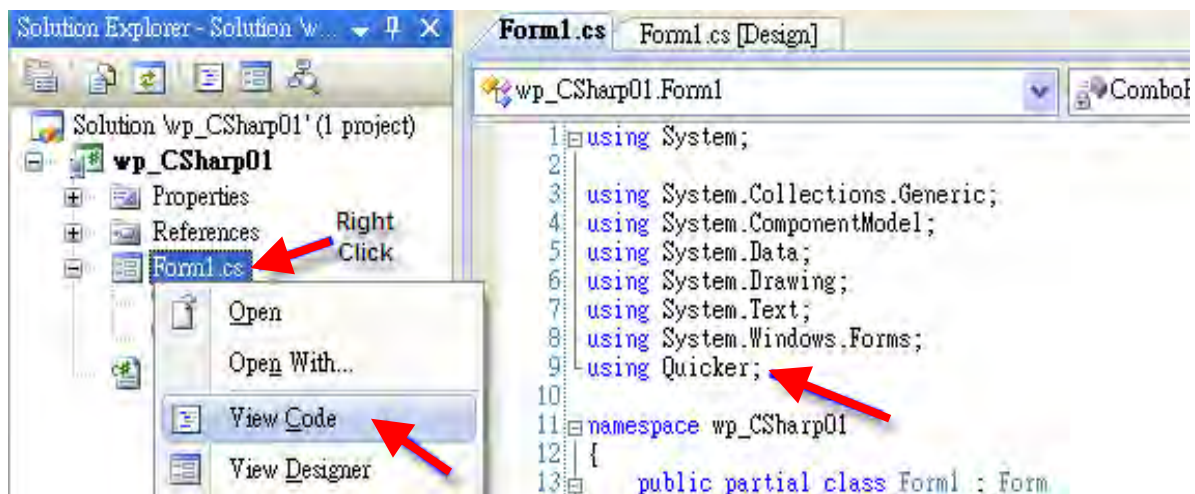 Solution Explorer - Solution 'w...
Solution 'wp_CSharp01' (1 project)
wp_CSharp01
Properties
References
Form1.cs
Right
Click
Open
Open With...
View Code
View Designer
Form1.cs
Form1.cs [Design]
wp_CSharp01.Form1
1 using System;
2
3 using System.Collections.Generic;
4 using System.ComponentModel;
5 using System.Data;
6 using System.Drawing;
7 using System.Text;
8 using System.Windows.Forms;
9 using Quicker;
10
11 namespace wp_CSharp01
12 {
13 public partial class Form1 : Form